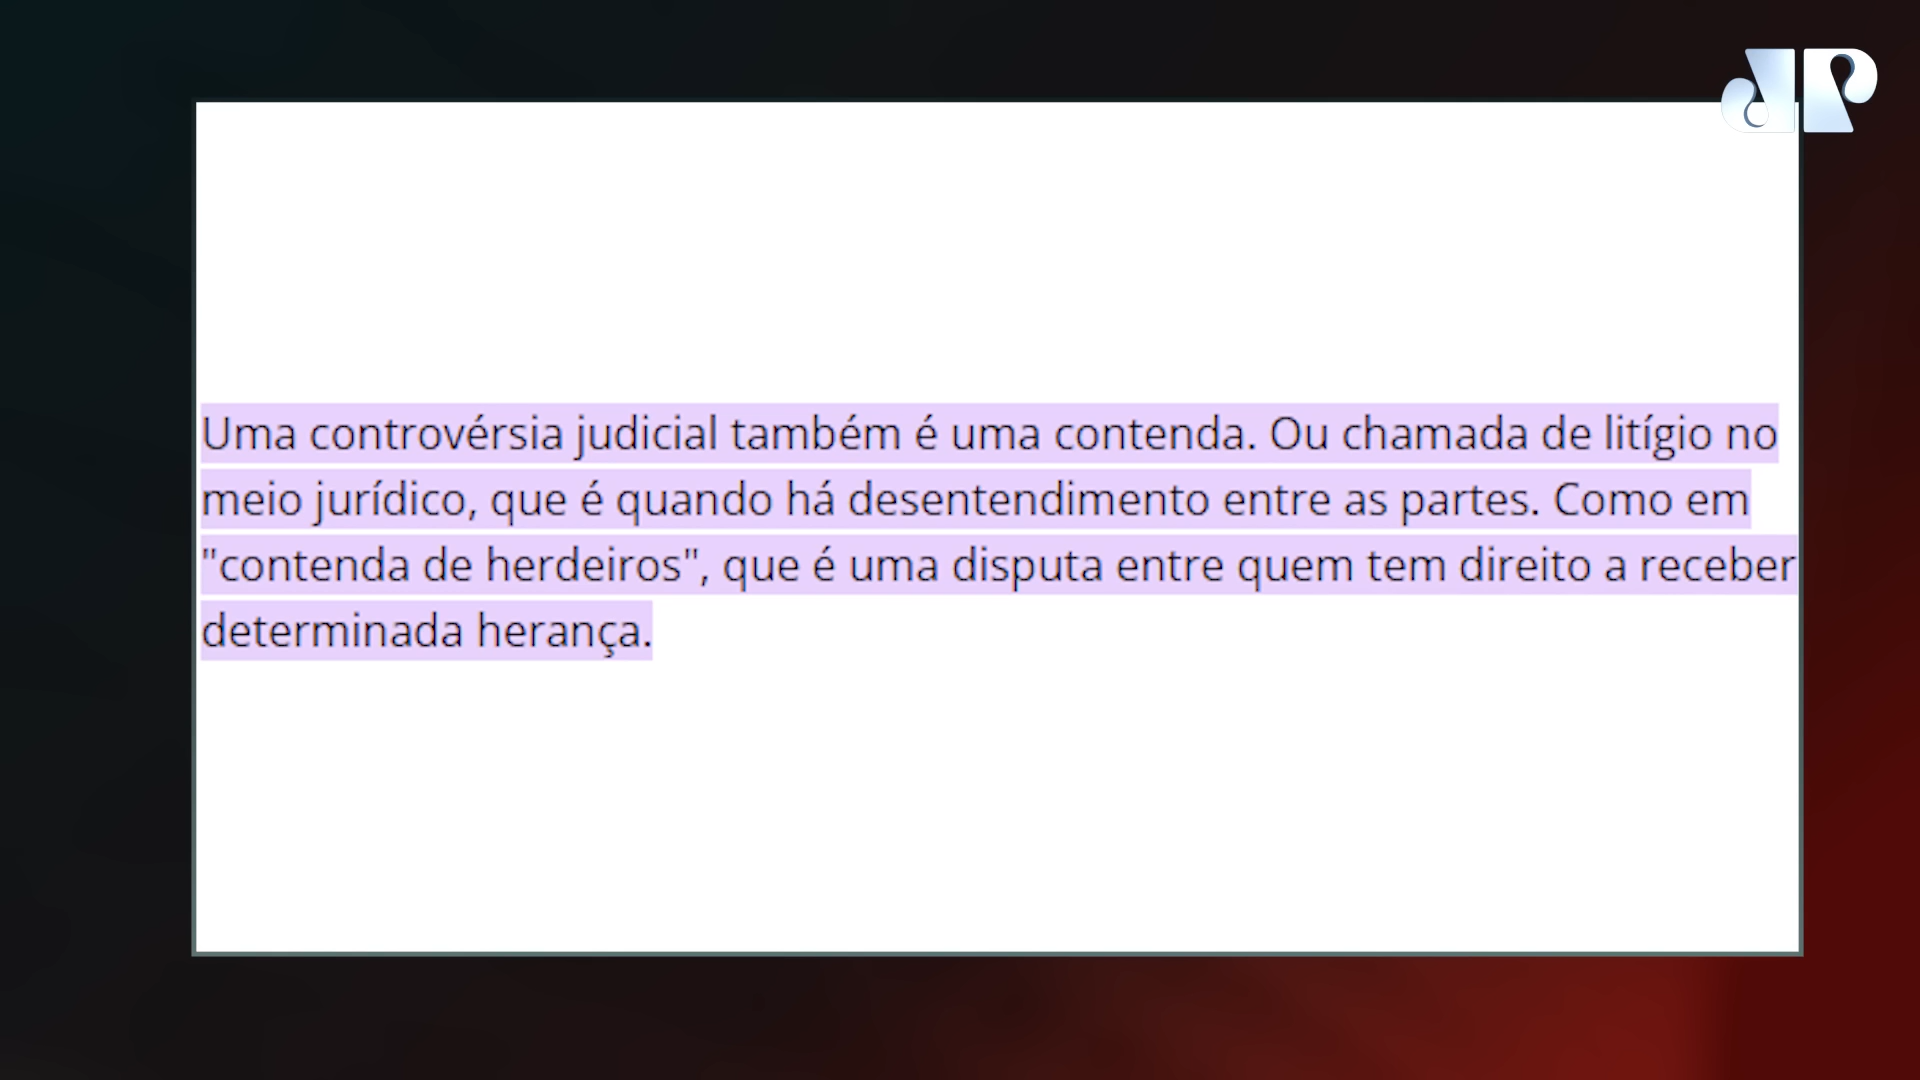 JP
Uma controvérsia judicial também é uma contenda. Ou chamada de litígio no
meio jurídico, que é quando há desentendimento entre as partes. Como em
"contenda de herdeiros", que é uma disputa entre quem tem direito a receber
determinada herança.